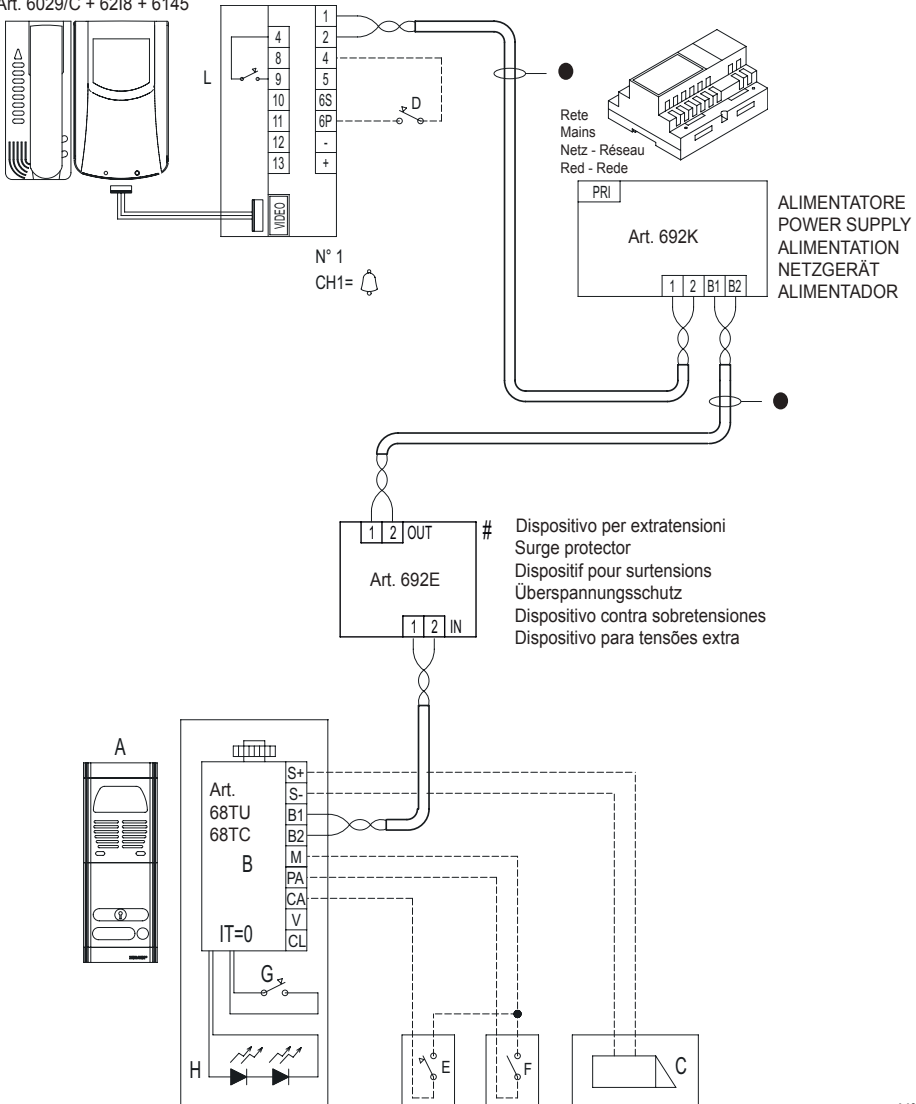 Art. 6029/C + 62I8 + 6145
L
4
8
9
10
11
12
13
VIDEO
1
2
4
5
6S
6P
-
+
D
N° 1
CH1=
Rete
Mains
Netz - Réseau
Red - Rede
PRI
Art. 692K
1 2 B1 B2
ALIMENTATORE
POWER SUPPLY
ALIMENTATION
NETZGERÄT
ALIMENTADOR
1 2 OUT
Art. 692E
1 2 IN
#
Dispositivo per extratensioni
Surge protector
Dispositif pour surtensions
Überspannungsschutz
Dispositivo contra sobretensiones
Dispositivo para tensões extra
A
Art.
68TU
68TC
B
IT=0
S+
S-
B1
B2
M
PA
CA
V
CL
G
H
E
F
C